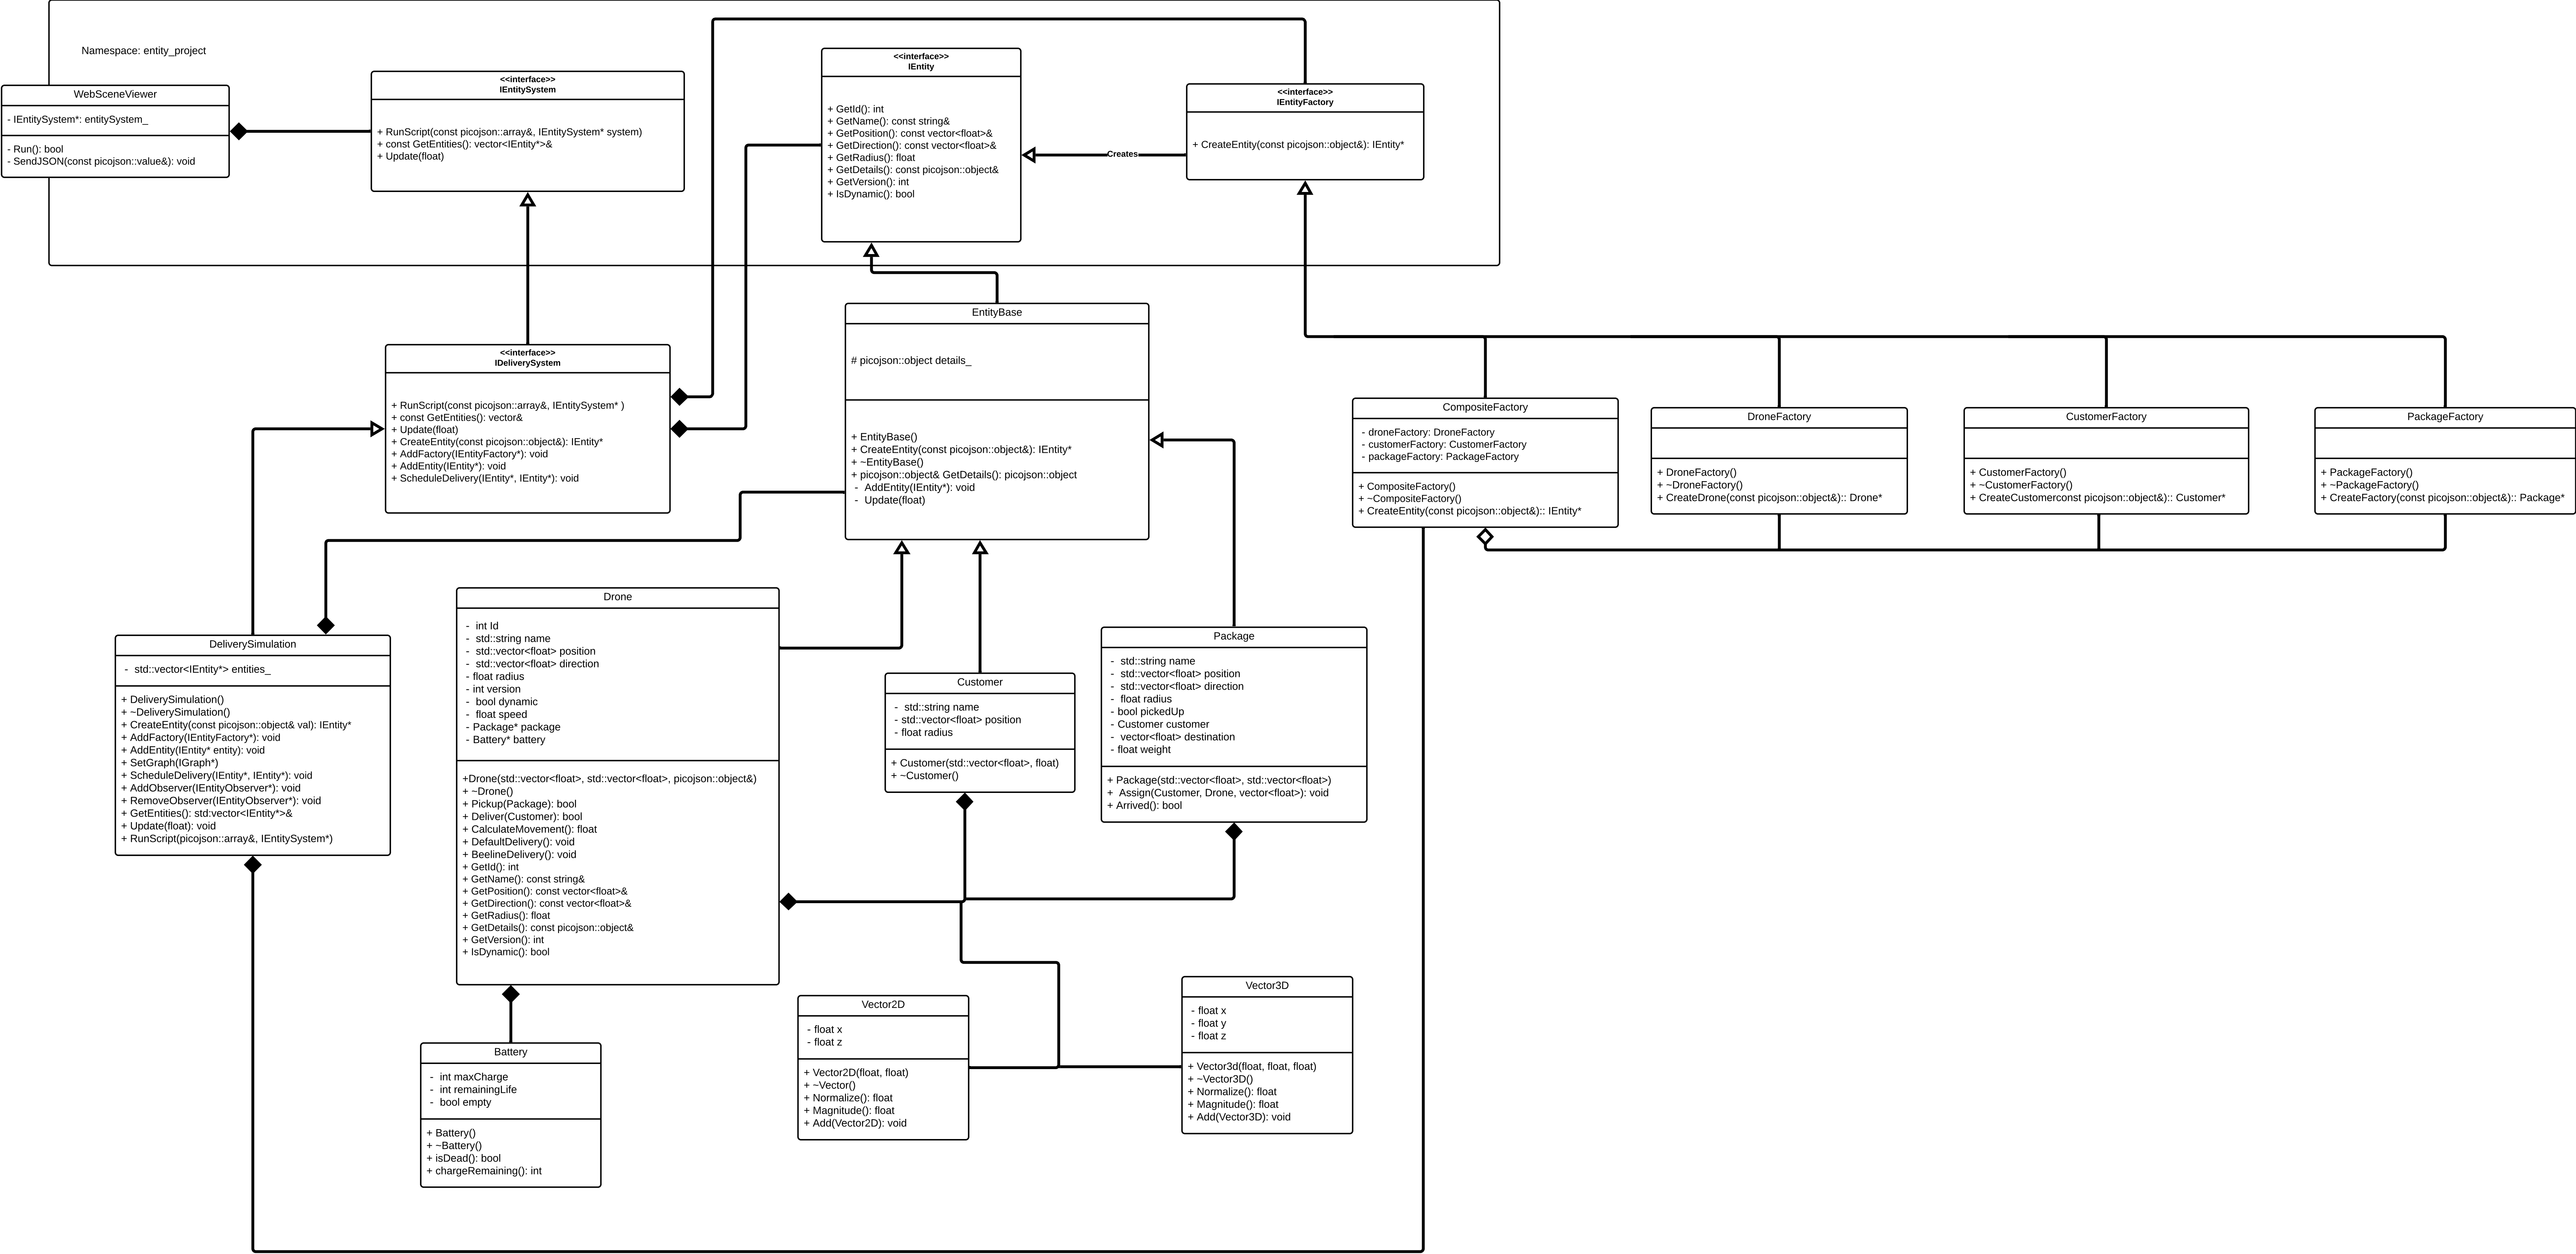 Namespace: entity_project
WebSceneViewer
- IEntitySystem*: entitySystem_
- Run(): bool
- SendJSON(const picojson::value&): void
<<interface>>
IEntitySystem
+ RunScript(const picojson::array&, IEntitySystem* system)
+ const GetEntities(): vector<IEntity*>&
+ Update(float)
<<interface>>
IEntity
+ GetId(): int
+ GetName(): const string&
+ GetPosition(): const vector<float>&
+ GetDirection(): const vector<float>&
+ GetRadius(): float
+ GetDetails(): const picojson::object&
+ GetVersion(): int
+ IsDynamic(): bool
Creates
<<interface>>
IEntityFactory
+ CreateEntity(const picojson::object&): IEntity*
<<interface>>
IDeliverySystem
+ RunScript(const picojson::array&, IEntitySystem* )
+ const GetEntities(): vector&
+ Update(float)
+ CreateEntity(const picojson::object&): IEntity*
+ AddFactory(IEntityFactory*): void
+ AddEntity(IEntity*): void
+ ScheduleDelivery(IEntity*, IEntity*): void
EntityBase
# picojson::object details_
+ EntityBase()
+ CreateEntity(const picojson::object&): IEntity*
+ ~EntityBase()
+ picojson::object& GetDetails(): picojson::object
- AddEntity(IEntity*): void
- Update(float)
CompositeFactory
- droneFactory: DroneFactory
- customerFactory: CustomerFactory
- packageFactory: PackageFactory
+ CompositeFactory()
+ ~CompositeFactory()
+ CreateEntity(const picojson::object&):: IEntity*
DroneFactory
+ DroneFactory()
+ ~DroneFactory()
+ CreateDrone(const picojson::object&):: Drone*
CustomerFactory
+ CustomerFactory()
+ ~CustomerFactory()
+ CreateCustomerconst picojson::object&):: Customer*
PackageFactory
+ PackageFactory()
+ ~PackageFactory()
+ CreateFactory(const picojson::object&):: Package*
DeliverySimulation
- std::vector<IEntity*> entities_
+ DeliverySimulation()
+ ~DeliverySimulation()
+ CreateEntity(const picojson::object& val): IEntity*
+ AddFactory(IEntityFactory*): void
+ AddEntity(IEntity* entity): void
+ SetGraph(IGraph*)
+ ScheduleDelivery(IEntity*, IEntity*): void
+ AddObserver(IEntityObserver*): void
+ RemoveObserver(IEntityObserver*): void
+ GetEntities(): std:vector<IEntity*>&
+ Update(float): void
+ RunScript(picojson::array&, IEntitySystem*)
Drone
- int Id
- std::string name
- std::vector<float> position
- std::vector<float> direction
- float radius
- int version
- bool dynamic
- float speed
- Package* package
- Battery* battery
+Drone(std::vector<float>, std::vector<float>, picojson::object&)
+ ~Drone()
+ Pickup(Package): bool
+ Deliver(Customer): bool
+ CalculateMovement(): float
+ DefaultDelivery(): void
+ BeelineDelivery(): void
+ GetId(): int
+ GetName(): const string&
+ GetPosition(): const vector<float>&
+ GetDirection(): const vector<float>&
+ GetRadius(): float
+ GetDetails(): const picojson::object&
+ GetVersion(): int
+ IsDynamic(): bool
Customer
- std::string name
- std::vector<float> position
- float radius
+ Customer(std::vector<float>, float)
+ ~Customer()
Package
- std::string name
- std::vector<float> position
- std::vector<float> direction
- float radius
- bool pickedUp
- Customer customer
- vector<float> destination
- float weight
+ Package(std::vector<float>, std::vector<float>)
+ Assign(Customer, Drone, vector<float>): void
+ Arrived(): bool
Battery
- int maxCharge
- int remainingLife
- bool empty
+ Battery()
+ ~Battery()
+ isDead(): bool
+ chargeRemaining(): int
Vector2D
- float x
- float z
+ Vector2D(float, float)
+ ~Vector()
+ Normalize(): float
+ Magnitude(): float
+ Add(Vector2D): void
Vector3D
- float x
- float y
- float z
+ Vector3d(float, float, float)
+ ~Vector3D()
+ Normalize(): float
+ Magnitude(): float
+ Add(Vector3D): void